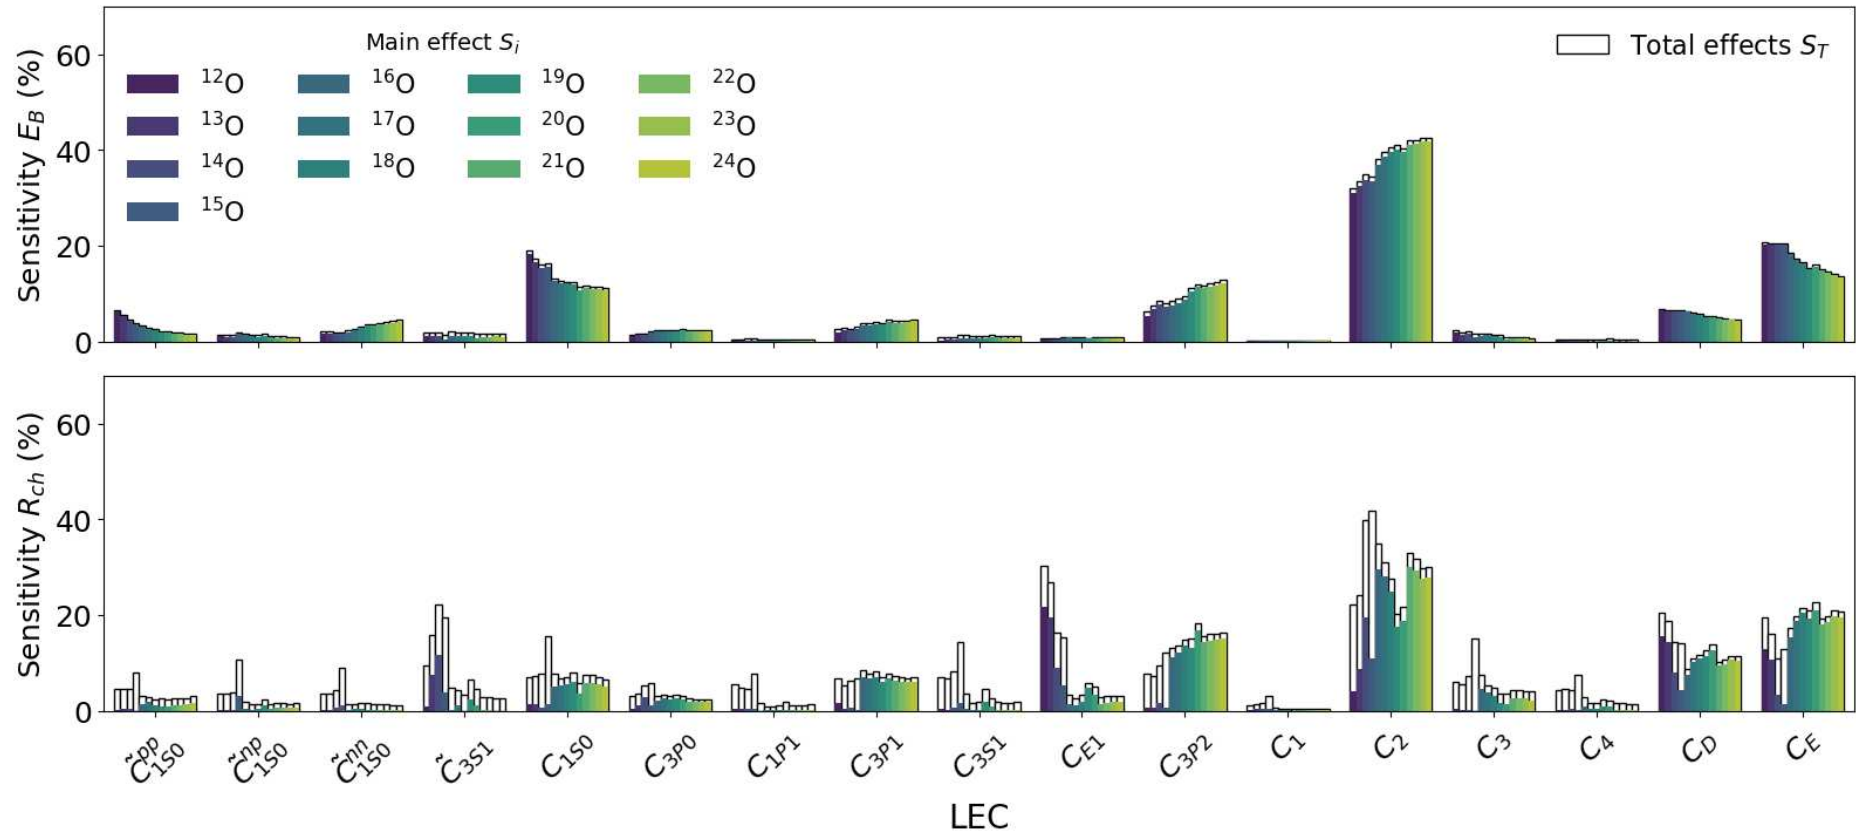 Sensitivity E_B (%)
60
40
20
0
Main effect S_i
¹²O
¹³O
¹⁴O
¹⁵O
¹⁶O
¹⁷O
¹⁸O
¹⁹O
²⁰O
²¹O
²²O
²³O
²⁴O
Total effects S_T
Sensitivity R_ch (%)
60
40
20
0
C̃^pp_1S0
C̃^np_1S0
C̃^nn_1S0
C̃_3S1
C_1S0
C_3P0
C_1P1
C_3P1
C_3S1
C_E1
C_3P2
C_1
C_2
C_3
C_4
C_D
C_E
LEC